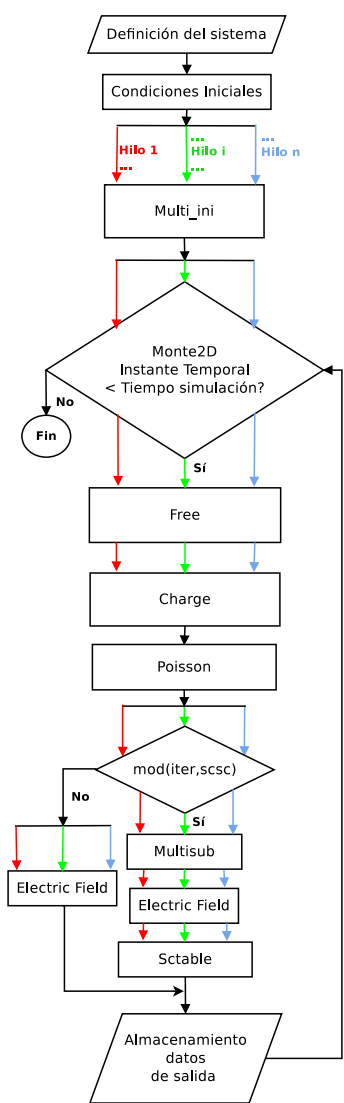 Definición del sistema
Condiciones Iniciales
...
Hilo 1
...
...
Hilo i
...
...
Hilo n
Multi_ini
Monte2D
Instante Temporal
< Tiempo simulación?
No
Fin
Sí
Free
Charge
Poisson
mod(iter,scsc)
No
Sí
Multisub
Electric Field
Electric Field
Sctable
Almacenamiento
datos
de salida